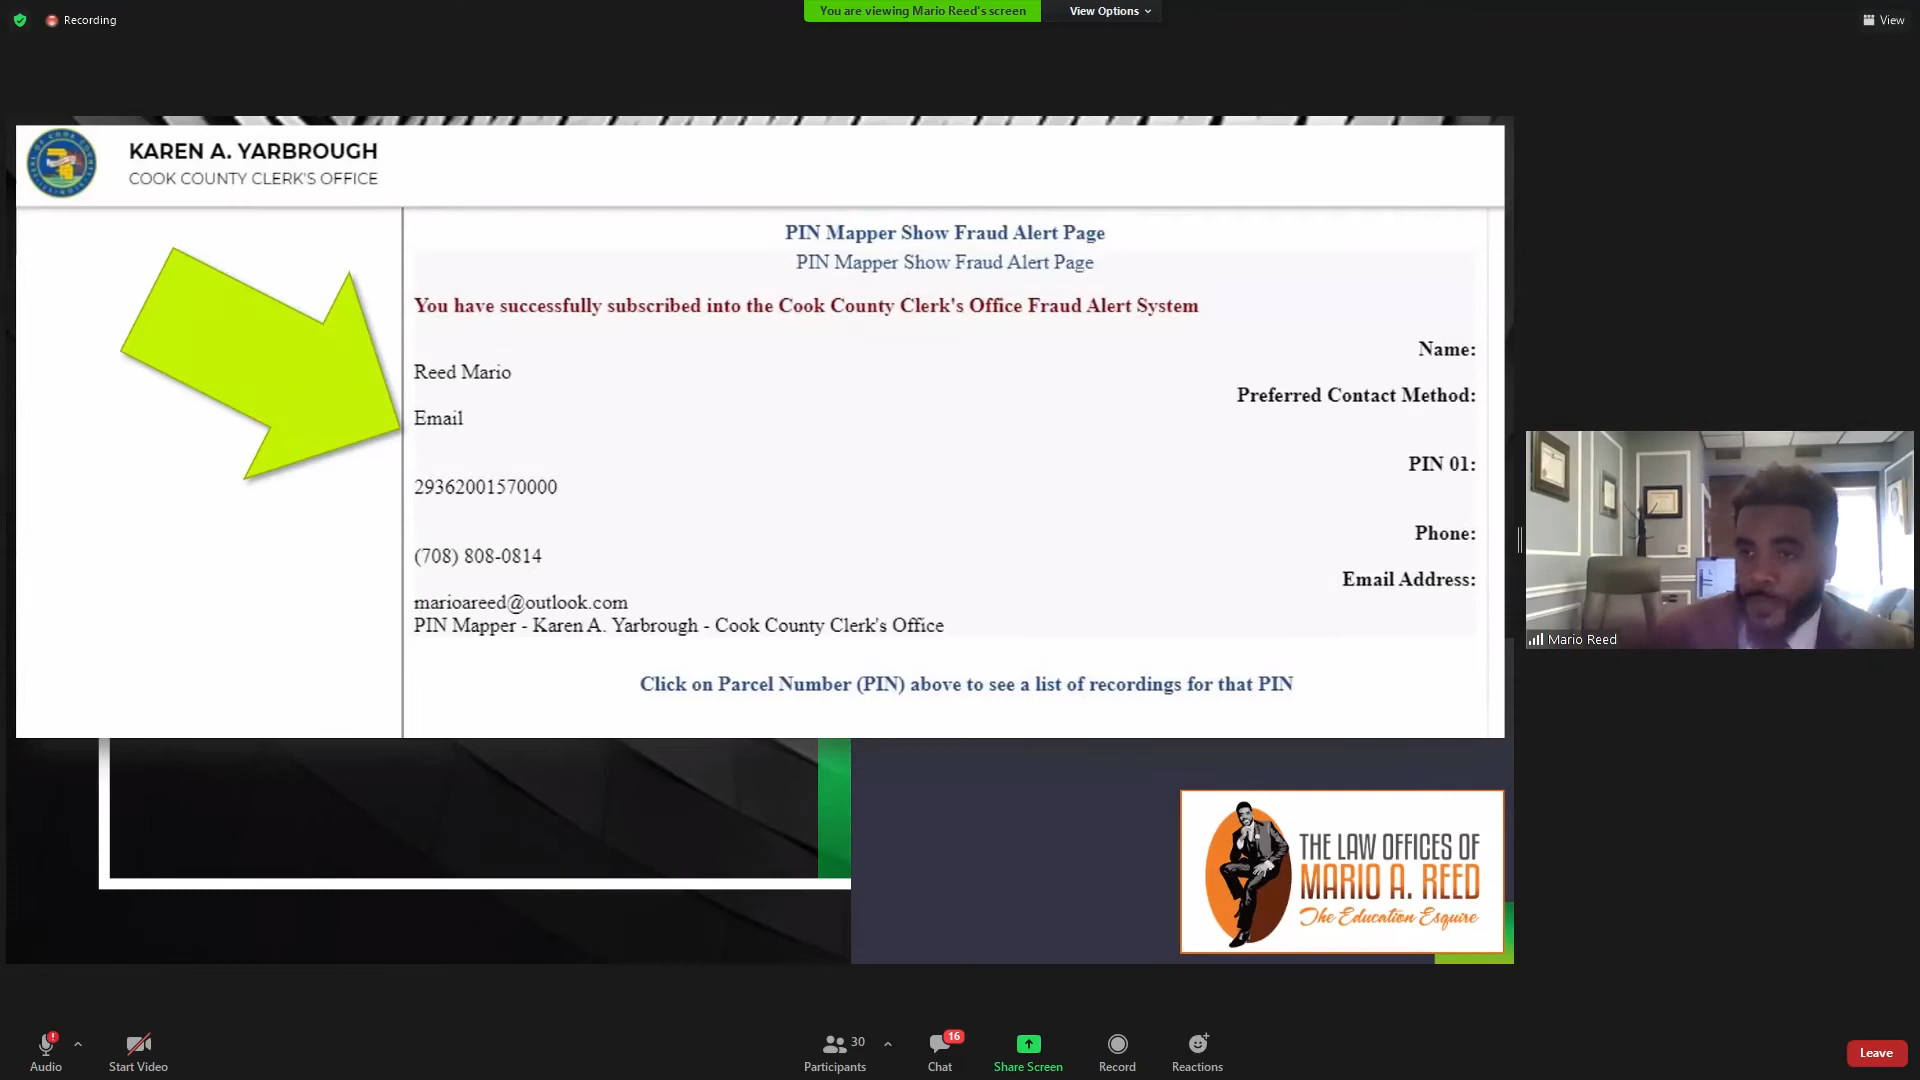 Recording
You are viewing Mario Reed's screen
View Options
View
KAREN A. YARBROUGH
COOK COUNTY CLERK'S OFFICE
PIN Mapper Show Fraud Alert Page
PIN Mapper Show Fraud Alert Page
You have successfully subscribed into the Cook County Clerk's Office Fraud Alert System
Name:
Reed Mario
Preferred Contact Method:
Email
PIN 01:
29362001570000
Phone:
(708) 808-0814
Email Address:
marioareed@outlook.com
PIN Mapper - Karen A. Yarbrough - Cook County Clerk's Office
Click on Parcel Number (PIN) above to see a list of recordings for that PIN
Mario Reed
THE LAW OFFICES OF
MARIO A. REED
The Education Esquire
Audio
Start Video
30
Participants
16
Chat
Share Screen
Record
Reactions
Leave